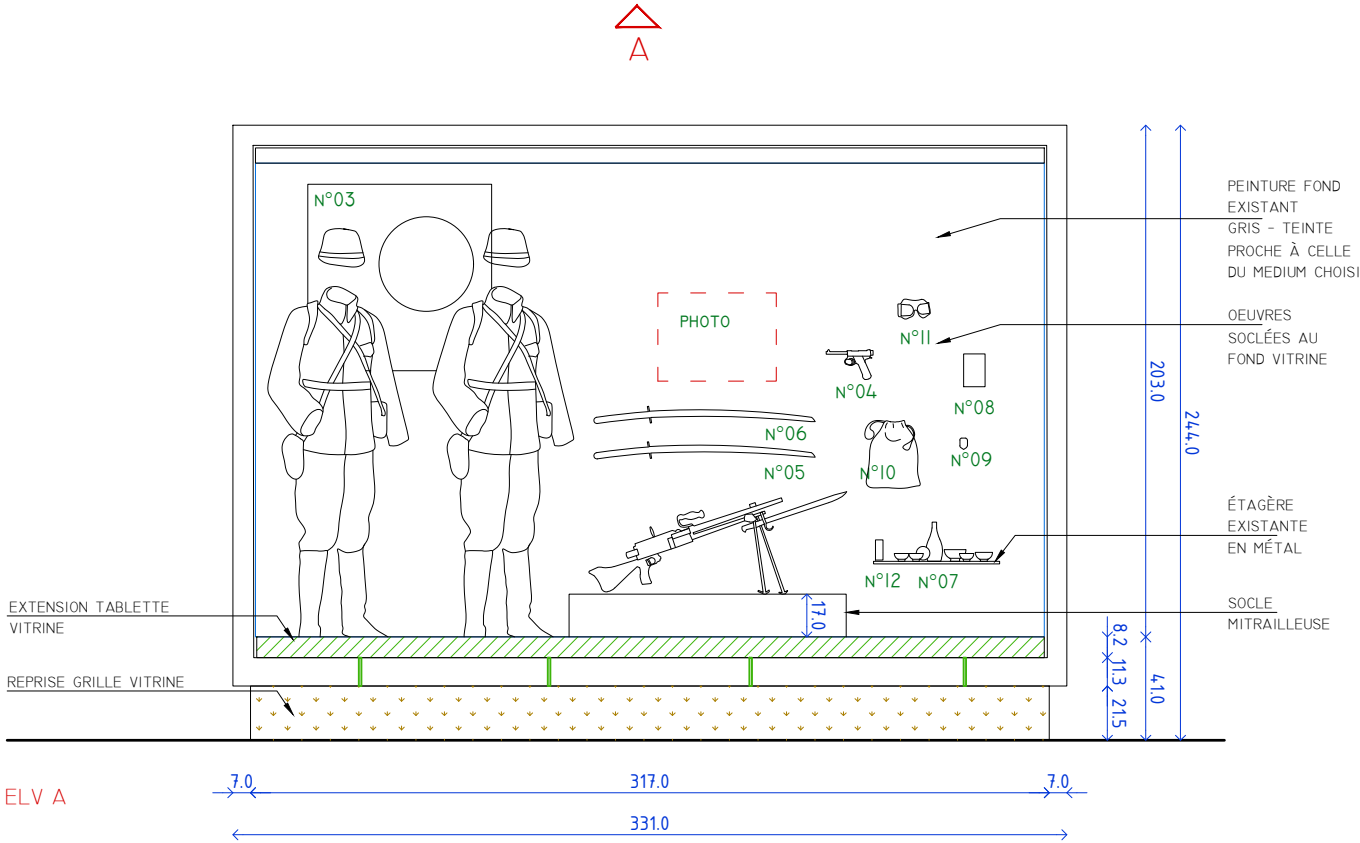 A
N°03
PEINTURE FOND
EXISTANT
GRIS - TEINTE
PROCHE À CELLE
DU MEDIUM CHOISI
PHOTO
N°11
OEUVRES
SOCLÉES AU
FOND VITRINE
N°04
N°08
203.0
244.0
N°06
N°05
N°10
N°09
ÉTAGÈRE
EXISTANTE
EN MÉTAL
N°12
N°07
EXTENSION TABLETTE
VITRINE
17.0
SOCLE
MITRAILLEUSE
8.2
11.3
41.0
21.5
REPRISE GRILLE VITRINE
ELV A
7.0
317.0
7.0
331.0